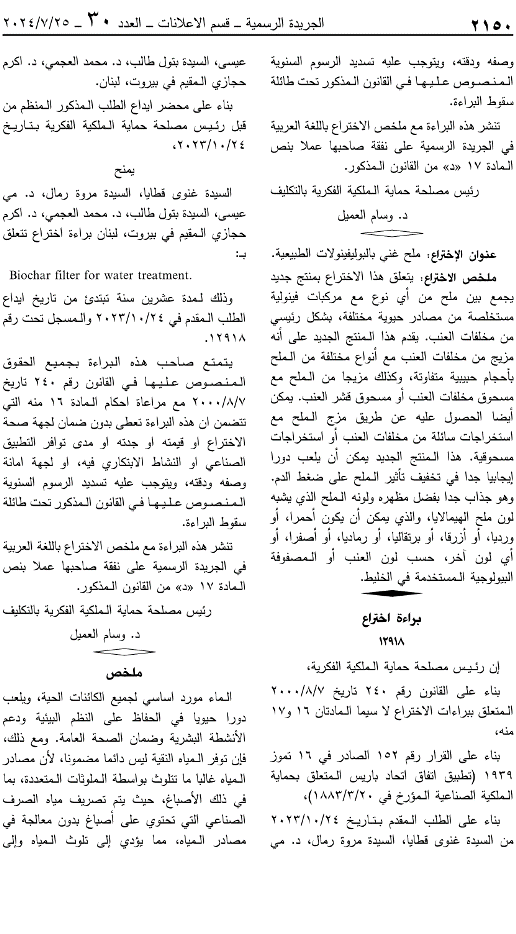 ٢١٥٠ الجريدة الرسمية – قسم الاعلانات – العدد ٣٠ – ٢٠٢٤/٧/٢٥
وصفه ودقته، ويتوجب عليه تسديد الرسوم السنوية
المنصوص عليها في القانون المذكور تحت طائلة
سقوط البراءة.
تنشر هذه البراءة مع ملخص الاختراع باللغة العربية
في الجريدة الرسمية على نفقة صاحبها عملا بنص
المادة ١٧ «د» من القانون المذكور.
رئيس مصلحة حماية الملكية الفكرية بالتكليف
د. وسام العميل
عنوان الإختراع: ملح غني بالبوليفينولات الطبيعية.
ملخص الاختراع: يتعلق هذا الاختراع بمنتج جديد
يجمع بين ملح من أي نوع مع مركبات فينولية
مستخلصة من مصادر حيوية مختلفة، بشكل رئيسي
من مخلفات العنب. يقدم هذا المنتج الجديد على أنه
مزيج من مخلفات العنب مع أنواع مختلفة من الملح
بأحجام حبيبية متفاوتة، وكذلك مزيجا من الملح مع
مسحوق مخلفات العنب أو مسحوق قشر العنب. يمكن
أيضا الحصول عليه عن طريق مزج الملح مع
استخراجات سائلة من مخلفات العنب أو استخراجات
مسحوقية. هذا المنتج الجديد يمكن أن يلعب دورا
إيجابيا جدا في تخفيف تأثير الملح على ضغط الدم.
وهو جذاب جدا بفضل مظهره ولونه الملح الذي يشبه
لون ملح الهيمالايا، والذي يمكن أن يكون أحمرا، أو
ورديا، أو أزرقا، أو برتقاليا، أو رماديا، أو أصفرا، أو
أي لون آخر، حسب لون العنب أو المصفوفة
البيولوجية المستخدمة في الخليط.
براءة اختراع
١٢٩١٨
إن رئيس مصلحة حماية الملكية الفكرية،
بناء على القانون رقم ٢٤٠ تاريخ ٢٠٠٠/٨/٧
المتعلق ببراءات الاختراع لا سيما المادتان ١٦ و١٧
منه،
بناء على القرار رقم ١٥٢ الصادر في ١٦ تموز
١٩٣٩ (تطبيق اتفاق اتحاد باريس المتعلق بحماية
الملكية الصناعية المؤرخ في ١٨٨٣/٣/٢٠)،
بناء على الطلب المقدم بتاريخ ٢٠٢٣/١٠/٢٤
من السيدة غنوى قطايا، السيدة مروة رمال، د. مي
عيسى، السيدة بتول طالب، د. محمد العجمي، د. اكرم
حجازي المقيم في بيروت، لبنان.
بناء على محضر ايداع الطلب المذكور المنظم من
قبل رئيس مصلحة حماية الملكية الفكرية بتاريخ
٢٠٢٣/١٠/٢٤،
يمنح
السيدة غنوى قطايا، السيدة مروة رمال، د. مي
عيسى، السيدة بتول طالب، د. محمد العجمي، د. اكرم
حجازي المقيم في بيروت، لبنان براءة اختراع تتعلق
بـ:
Biochar filter for water treatment.
وذلك لمدة عشرين سنة تبتدئ من تاريخ ايداع
الطلب المقدم في ٢٠٢٣/١٠/٢٤ والمسجل تحت رقم
١٢٩١٨.
يتمتع صاحب هذه البراءة بجميع الحقوق
المنصوص عليها في القانون رقم ٢٤٠ تاريخ
٢٠٠٠/٨/٧ مع مراعاة احكام المادة ١٦ منه التي
تتضمن ان هذه البراءة تعطى بدون ضمان لجهة صحة
الاختراع او قيمته او جدته او مدى توافر التطبيق
الصناعي او النشاط الابتكاري فيه، او لجهة امانة
وصفه ودقته، ويتوجب عليه تسديد الرسوم السنوية
المنصوص عليها في القانون المذكور تحت طائلة
سقوط البراءة.
تنشر هذه البراءة مع ملخص الاختراع باللغة العربية
في الجريدة الرسمية على نفقة صاحبها عملا بنص
المادة ١٧ «د» من القانون المذكور.
رئيس مصلحة حماية الملكية الفكرية بالتكليف
د. وسام العميل
ملخص
الماء مورد اساسي لجميع الكائنات الحية، ويلعب
دورا حيويا في الحفاظ على النظم البيئية ودعم
الأنشطة البشرية وضمان الصحة العامة. ومع ذلك،
فإن توفر المياه النقية ليس دائما مضمونا، لأن مصادر
المياه غالبا ما تتلوث بواسطة الملوثات المتعددة، بما
في ذلك الأصباغ، حيث يتم تصريف مياه الصرف
الصناعي التي تحتوي على أصباغ بدون معالجة في
مصادر المياه، مما يؤدي إلى تلوث المياه وإلى